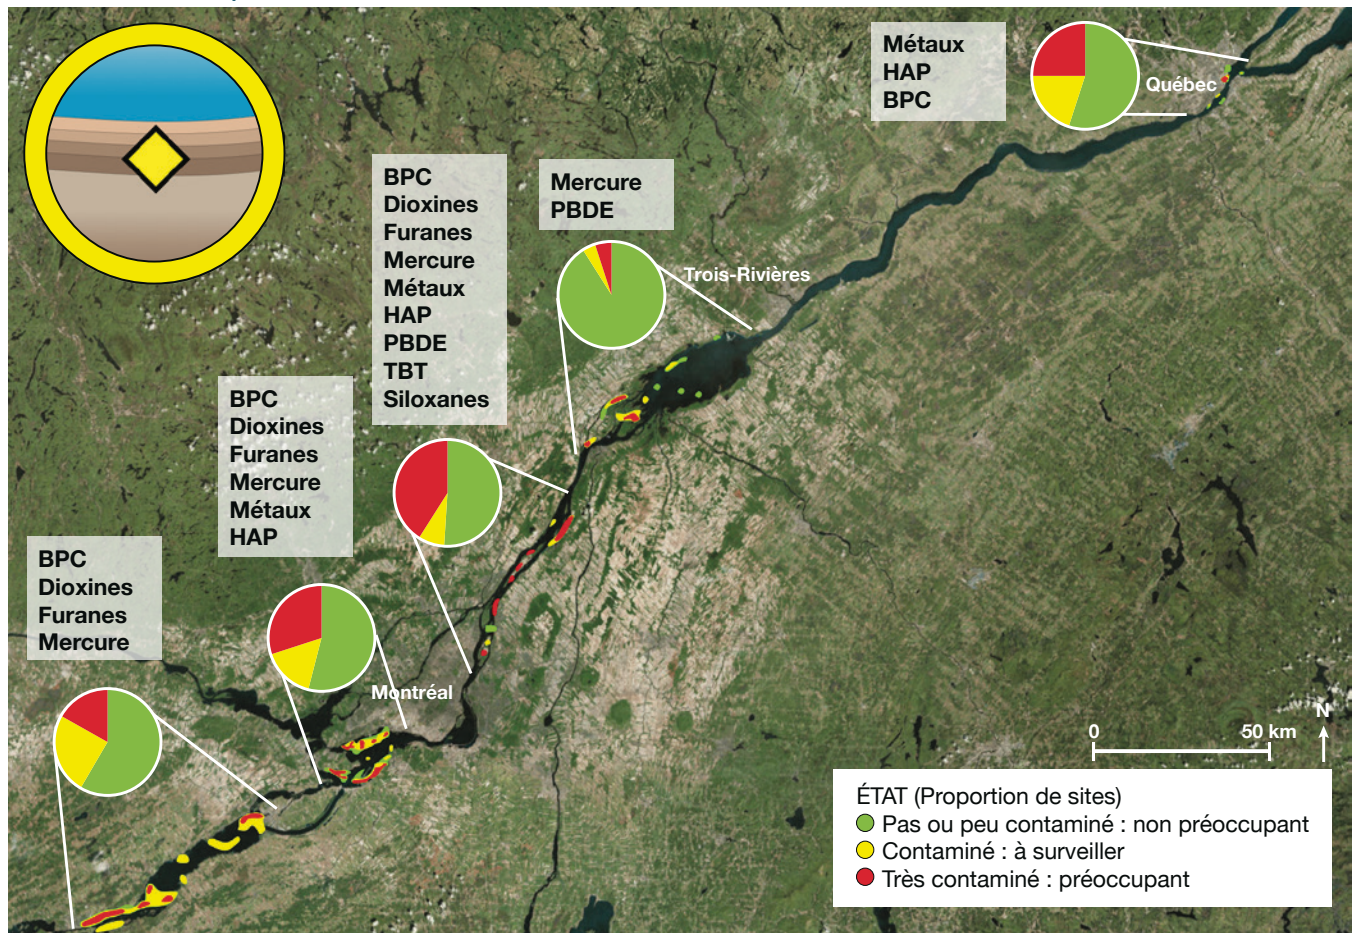 Métaux
HAP
BPC
Québec
BPC
Dioxines
Furanes
Mercure
Métaux
HAP
PBDE
TBT
Siloxanes
Mercure
PBDE
Trois-Rivières
BPC
Dioxines
Furanes
Mercure
Métaux
HAP
BPC
Dioxines
Furanes
Mercure
Montréal
N
0 50 km
ÉTAT (Proportion de sites)
Pas ou peu contaminé : non préoccupant
Contaminé : à surveiller
Très contaminé : préoccupant